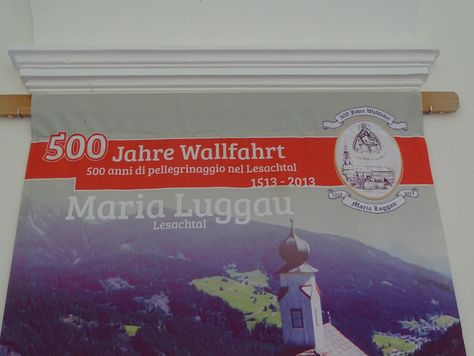 500 Jahre Wallfahrt
500 anni di pellegrinaggio nel Lesachtal
1513 - 2013
Maria Luggau
Lesachtal
500 Jahre Wallfahrt
1513 2013
Maria Luggau